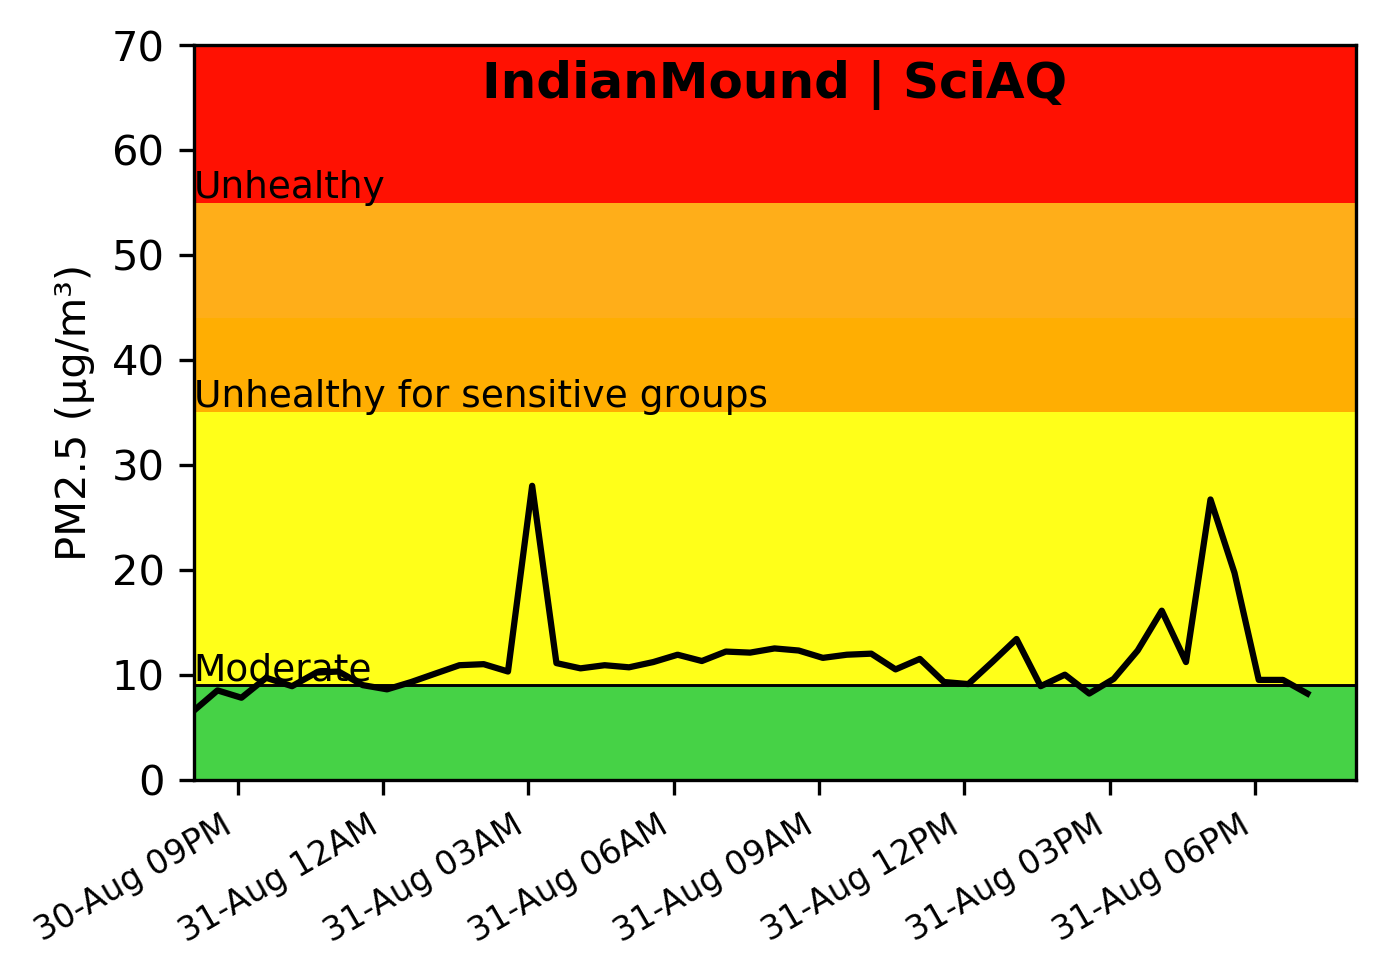 IndianMound | SciAQ
70
60
50
40
30
20
10
0
PM2.5 (µg/m³)
Unhealthy
Unhealthy for sensitive groups
Moderate
30-Aug 09PM
31-Aug 12AM
31-Aug 03AM
31-Aug 06AM
31-Aug 09AM
31-Aug 12PM
31-Aug 03PM
31-Aug 06PM